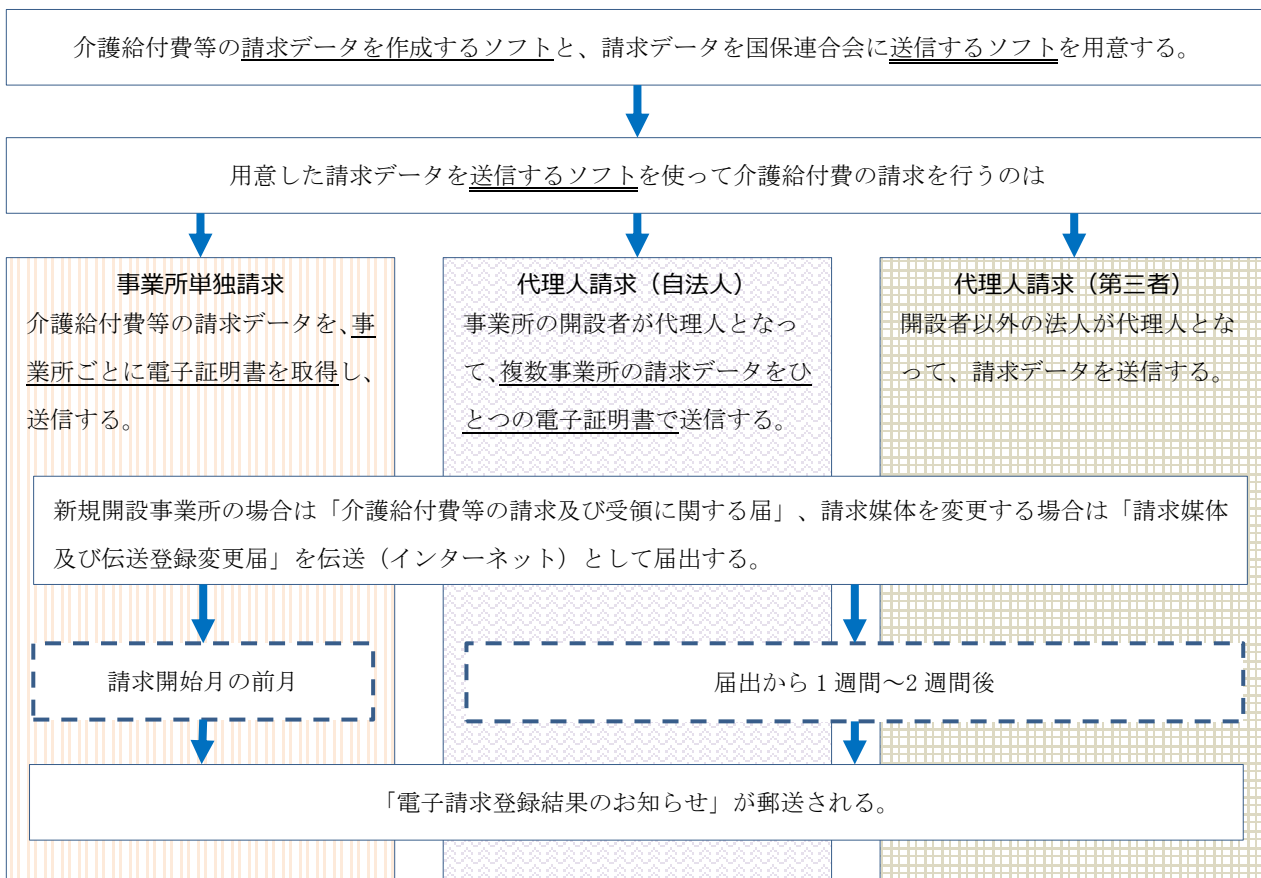 介護給付費等の請求データを作成するソフトと、請求データを国保連合会に送信するソフトを用意する。
用意した請求データを送信するソフトを使って介護給付費の請求を行うのは
事業所単独請求
介護給付費等の請求データを、事
業所ごとに電子証明書を取得し、
送信する。
代理人請求（自法人）
事業所の開設者が代理人となっ
て、複数事業所の請求データをひ
とつの電子証明書で送信する。
代理人請求（第三者）
開設者以外の法人が代理人とな
って、請求データを送信する。
新規開設事業所の場合は「介護給付費等の請求及び受領に関する届」、請求媒体を変更する場合は「請求媒体
及び伝送登録変更届」を伝送（インターネット）として届出する。
請求開始月の前月
届出から 1 週間～2 週間後
「電子請求登録結果のお知らせ」が郵送される。